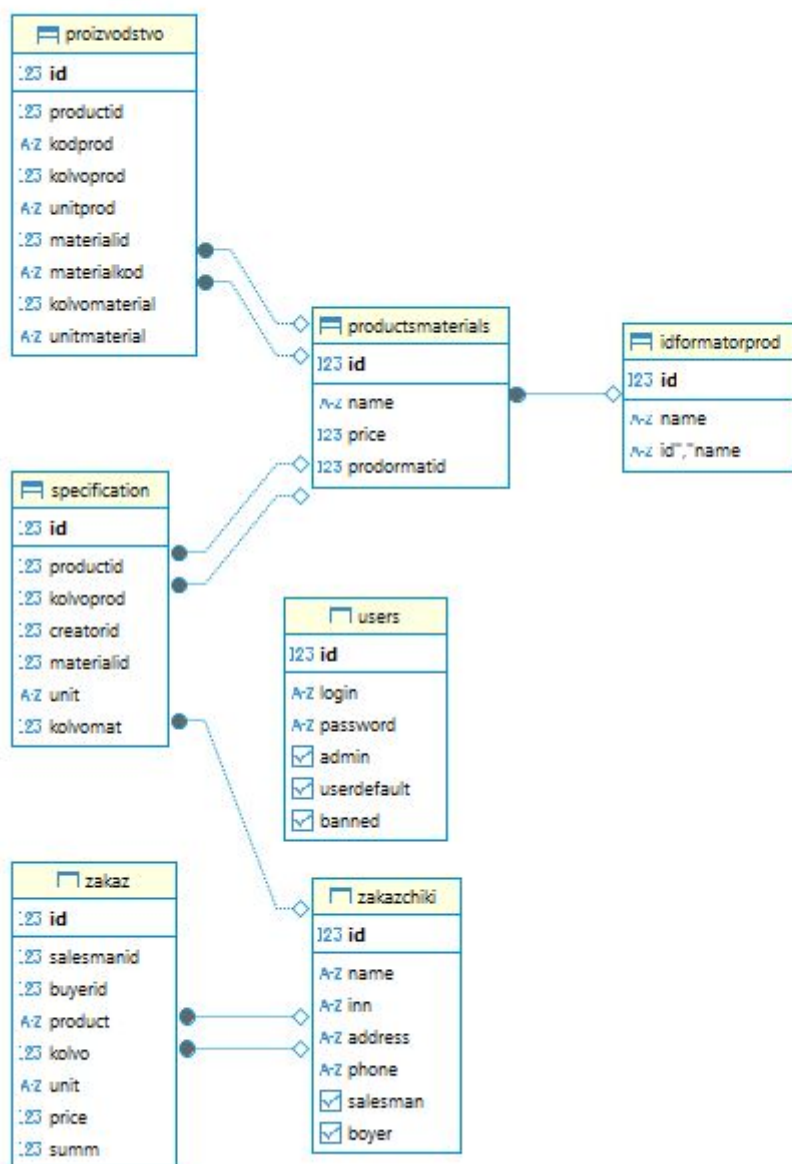 proizvodstvo
123 id
123 productid
A-Z kodprod
123 kolvoprod
A-Z unitprod
123 materialid
A-Z materialkod
123 kolvomaterial
A-Z unitmaterial
productsmaterials
123 id
A-Z name
123 price
123 prodormatid
idformatorprod
123 id
A-Z name
A-Z id","name
specification
123 id
123 productid
123 kolvoprod
123 creatorid
123 materialid
A-Z unit
123 kolvomat
users
123 id
A-Z login
A-Z password
admin
userdefault
banned
zakaz
123 id
123 salesmanid
123 buyerid
A-Z product
123 kolvo
A-Z unit
123 price
123 summ
zakazchiki
123 id
A-Z name
A-Z inn
A-Z address
A-Z phone
salesman
boyer